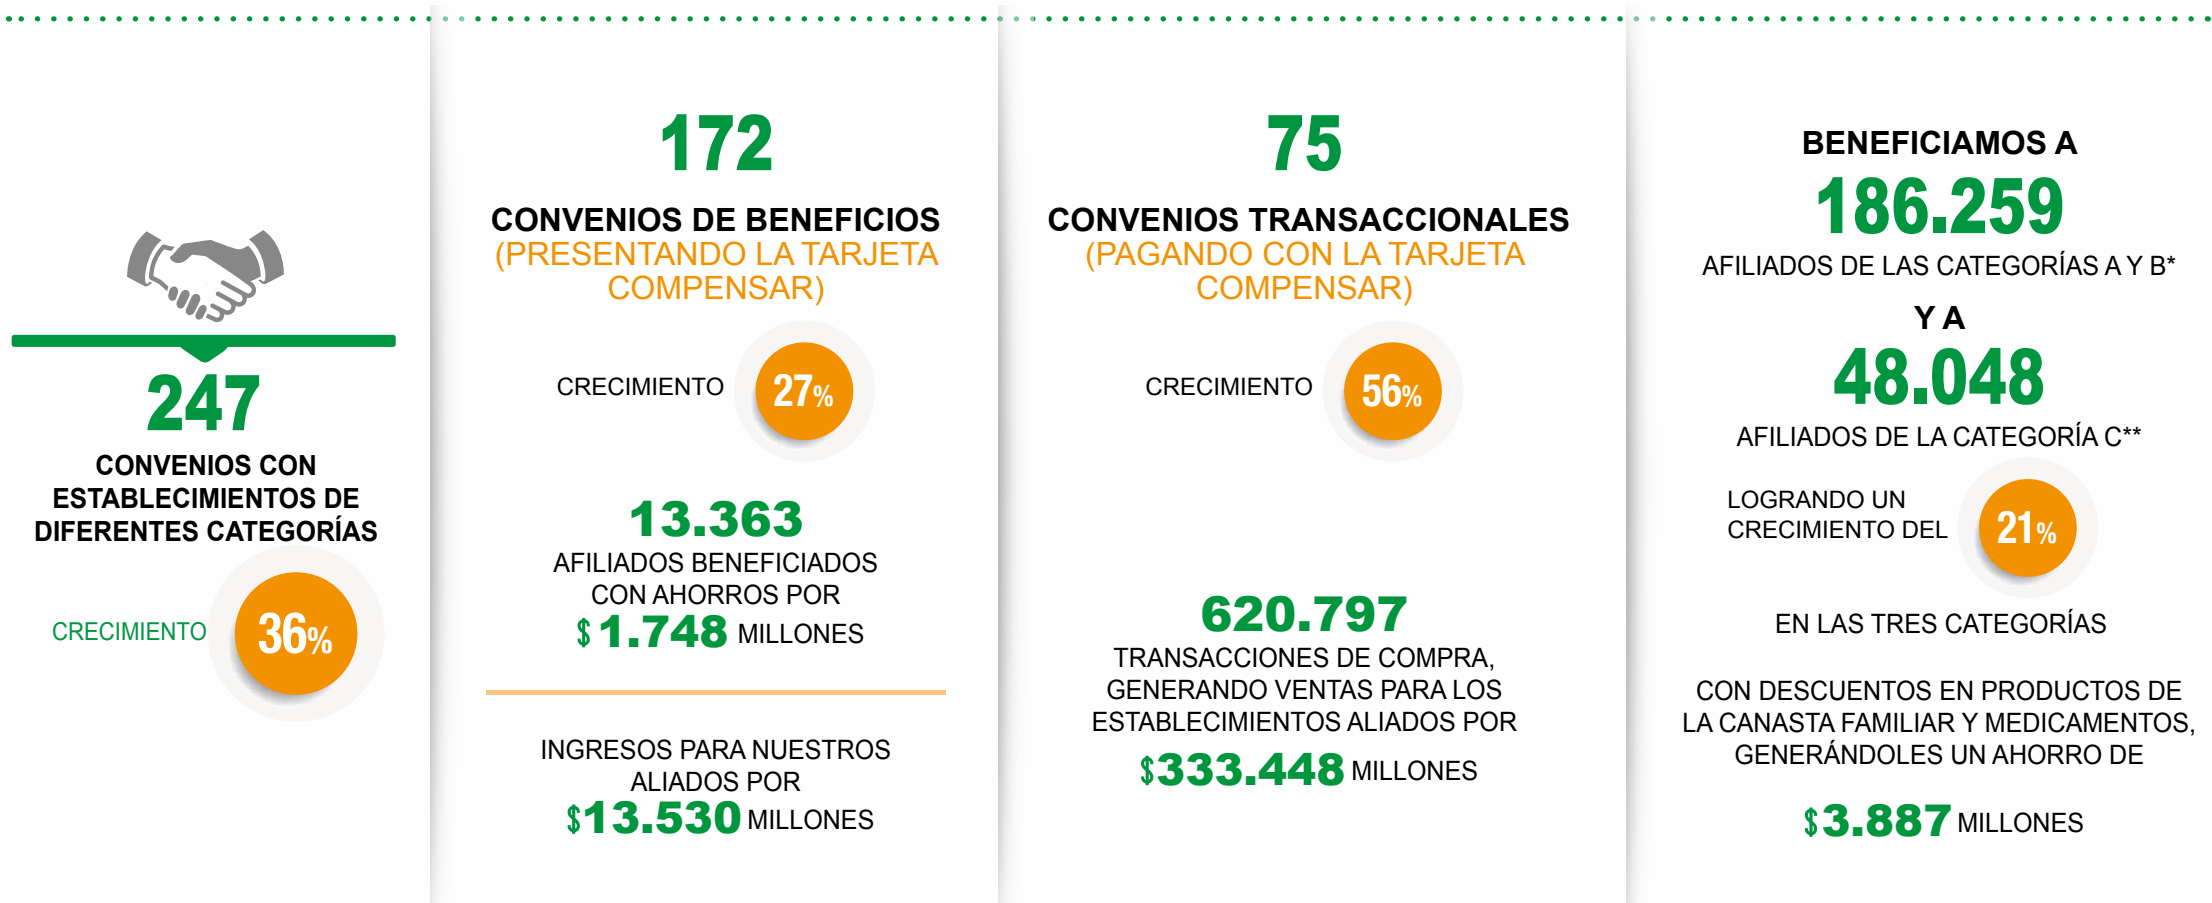 247
CONVENIOS CON
ESTABLECIMIENTOS DE
DIFERENTES CATEGORÍAS
CRECIMIENTO 36%
172
CONVENIOS DE BENEFICIOS
(PRESENTANDO LA TARJETA
COMPENSAR)
CRECIMIENTO 27%
13.363
AFILIADOS BENEFICIADOS
CON AHORROS POR
$ 1.748 MILLONES
INGRESOS PARA NUESTROS
ALIADOS POR
$13.530 MILLONES
75
CONVENIOS TRANSACCIONALES
(PAGANDO CON LA TARJETA
COMPENSAR)
CRECIMIENTO 56%
620.797
TRANSACCIONES DE COMPRA,
GENERANDO VENTAS PARA LOS
ESTABLECIMIENTOS ALIADOS POR
$333.448 MILLONES
BENEFICIAMOS A
186.259
AFILIADOS DE LAS CATEGORÍAS A Y B*
Y A
48.048
AFILIADOS DE LA CATEGORÍA C**
LOGRANDO UN
CRECIMIENTO DEL 21%
EN LAS TRES CATEGORÍAS
CON DESCUENTOS EN PRODUCTOS DE
LA CANASTA FAMILIAR Y MEDICAMENTOS,
GENERÁNDOLES UN AHORRO DE
$3.887 MILLONES